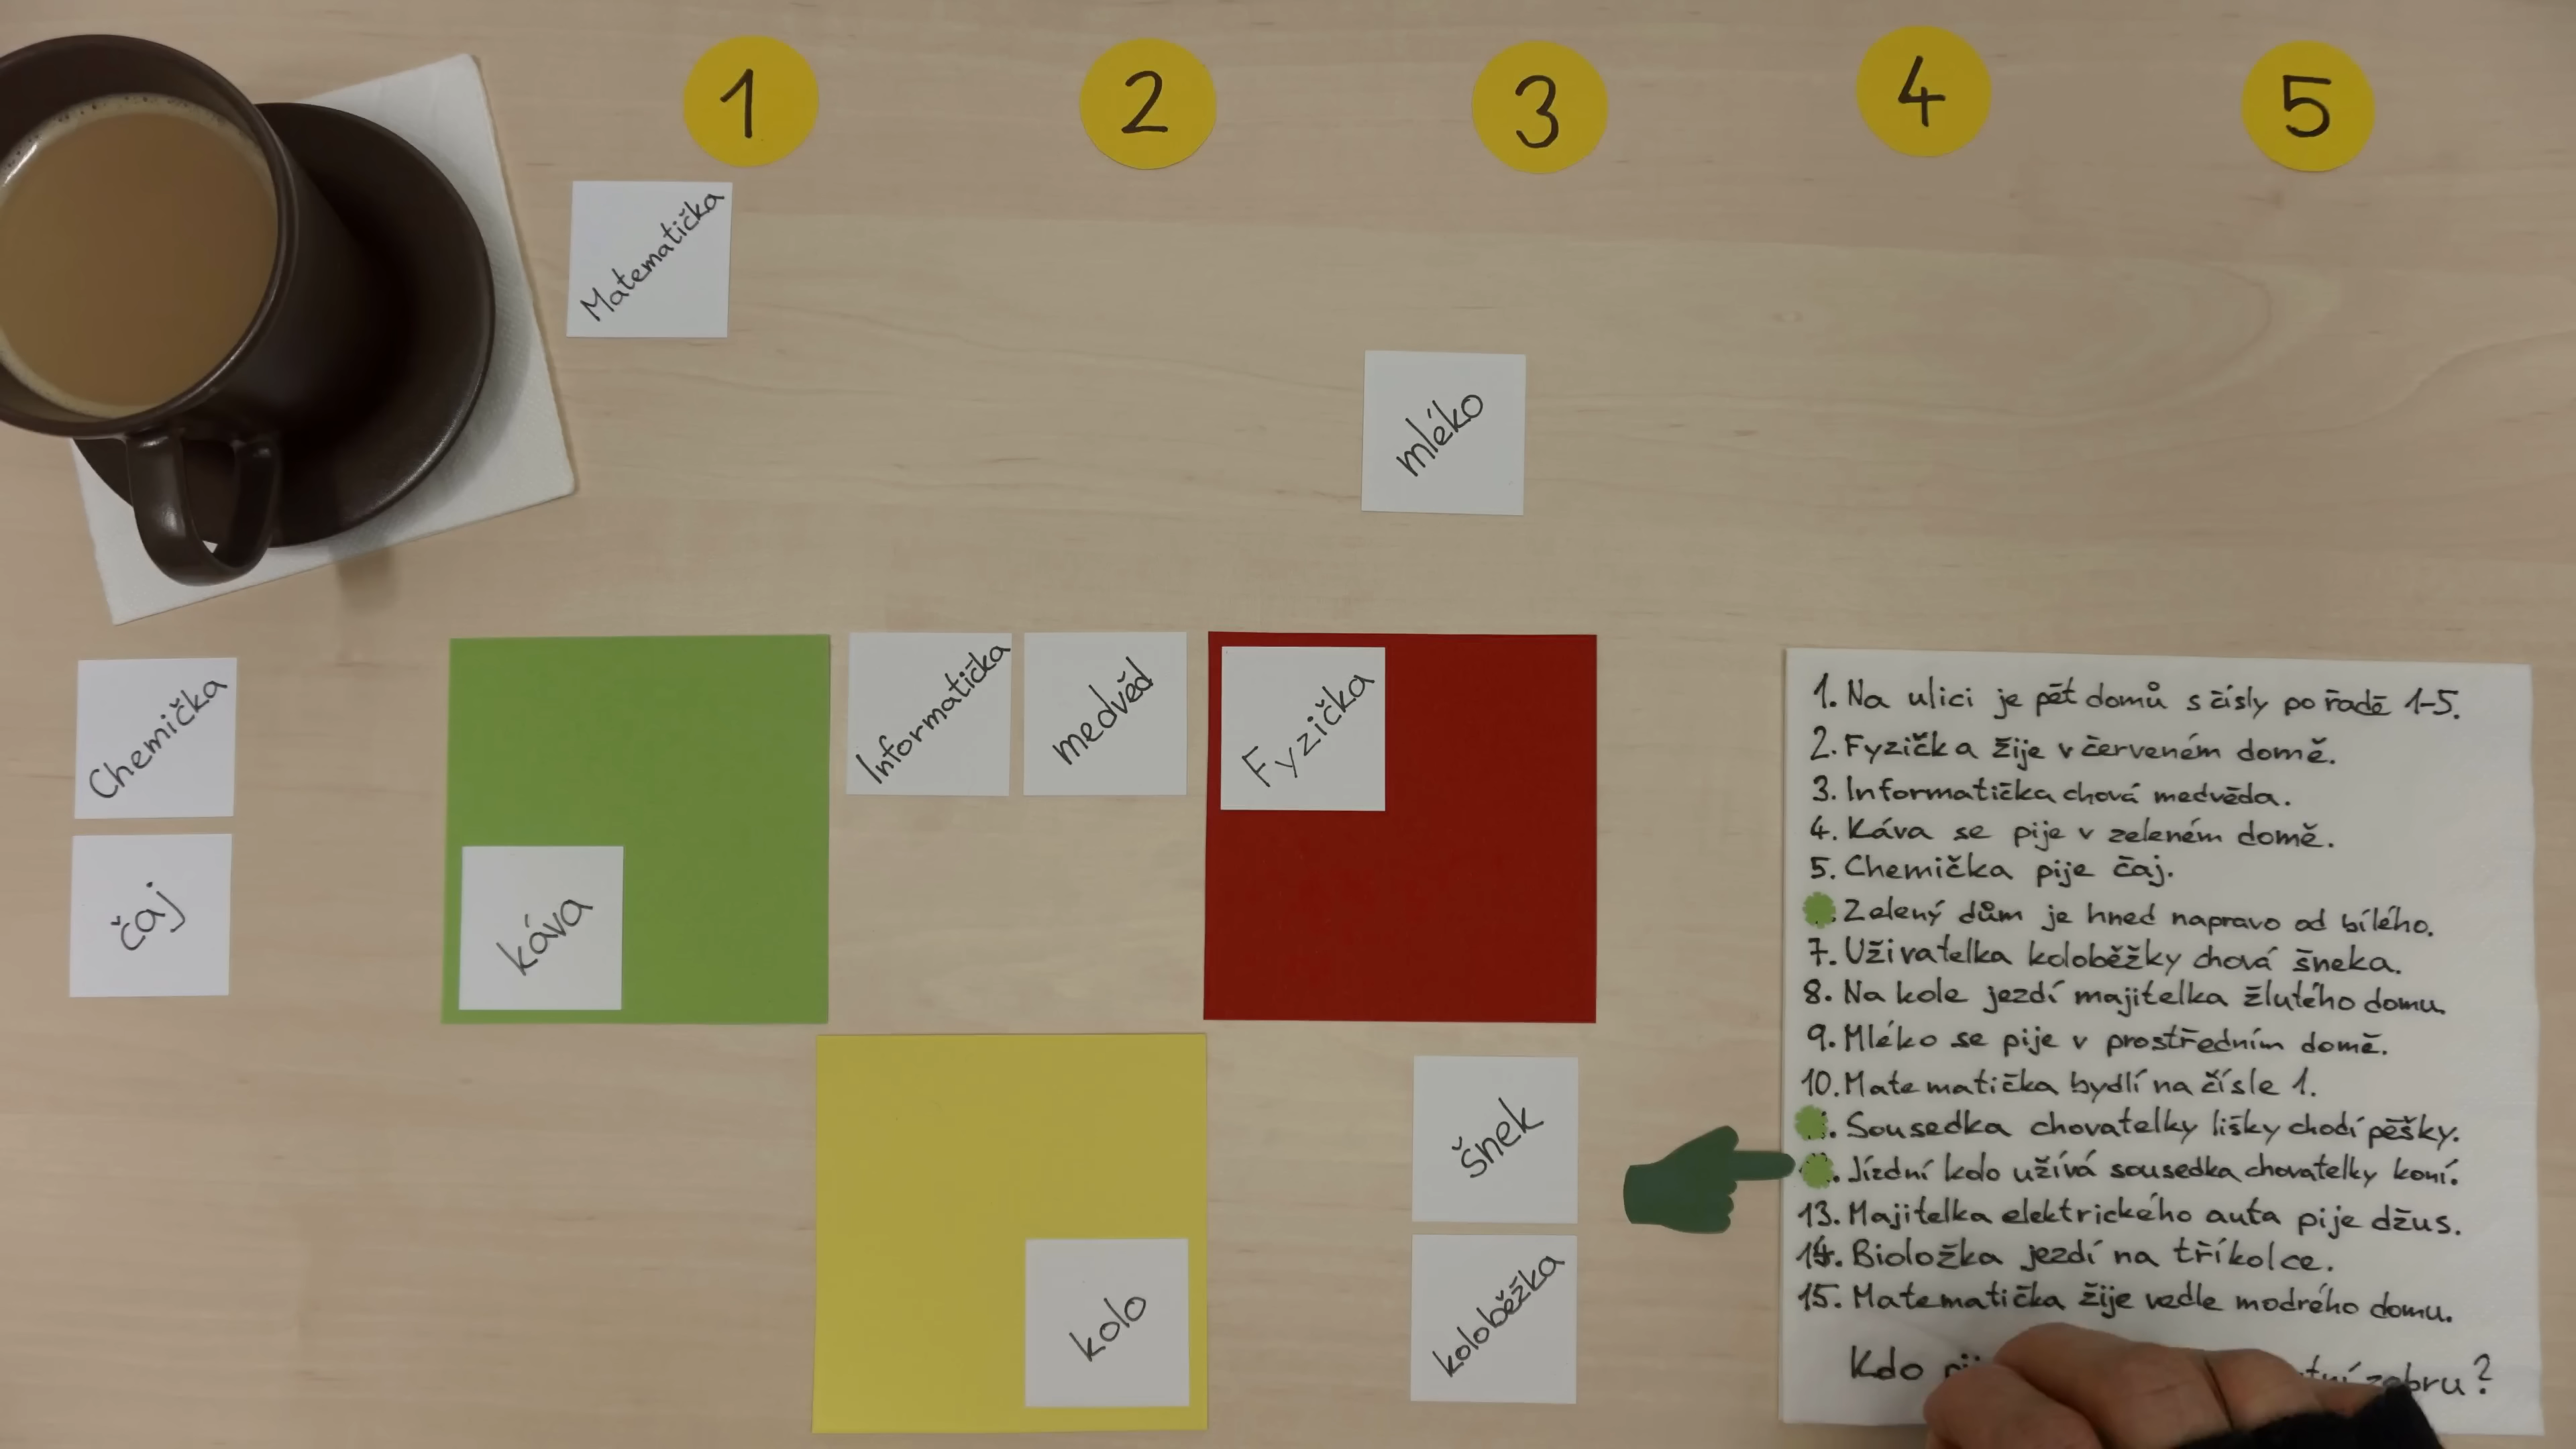 1 2 3 4 5
Matematička
mléko
Chemička
čaj
káva
Informatička
medvěd
Fyzička
kolo
šnek
koloběžka
1. Na ulici je pět domů s čísly po řadě 1-5.
2. Fyzička žije v červeném domě.
3. Informatička chová medvěda.
4. Káva se pije v zeleném domě.
5. Chemička pije čaj.
Zelený dům je hned napravo od bílého.
7. Uživatelka koloběžky chová šneka.
8. Na kole jezdí majitelka žlutého domu.
9. Mléko se pije v prostředním domě.
10. Matematička bydlí na čísle 1.
Sousedka chovatelky lišky chodí pěšky.
Jízdní kolo užívá sousedka chovatelky koní.
13. Majitelka elektrického auta pije džus.
14. Bioložka jezdí na tříkolce.
15. Matematička žije vedle modrého domu.
Kdo zebru?